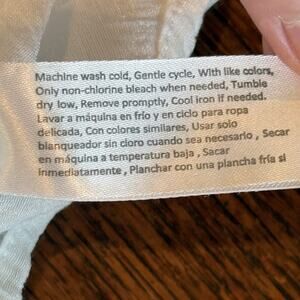 Machine wash cold, Gentle cycle, With like colors,
Only non-chlorine bleach when needed, Tumble
dry low, Remove promptly, Cool iron if needed.
Lavar a máquina en frío y en ciclo para ropa
delicada, Con colores similares, Usar solo
blanqueador sin cloro cuando sea necesario , Secar
en máquina a temperatura baja , Sacar
inmediatamente , Planchar con una plancha fría si